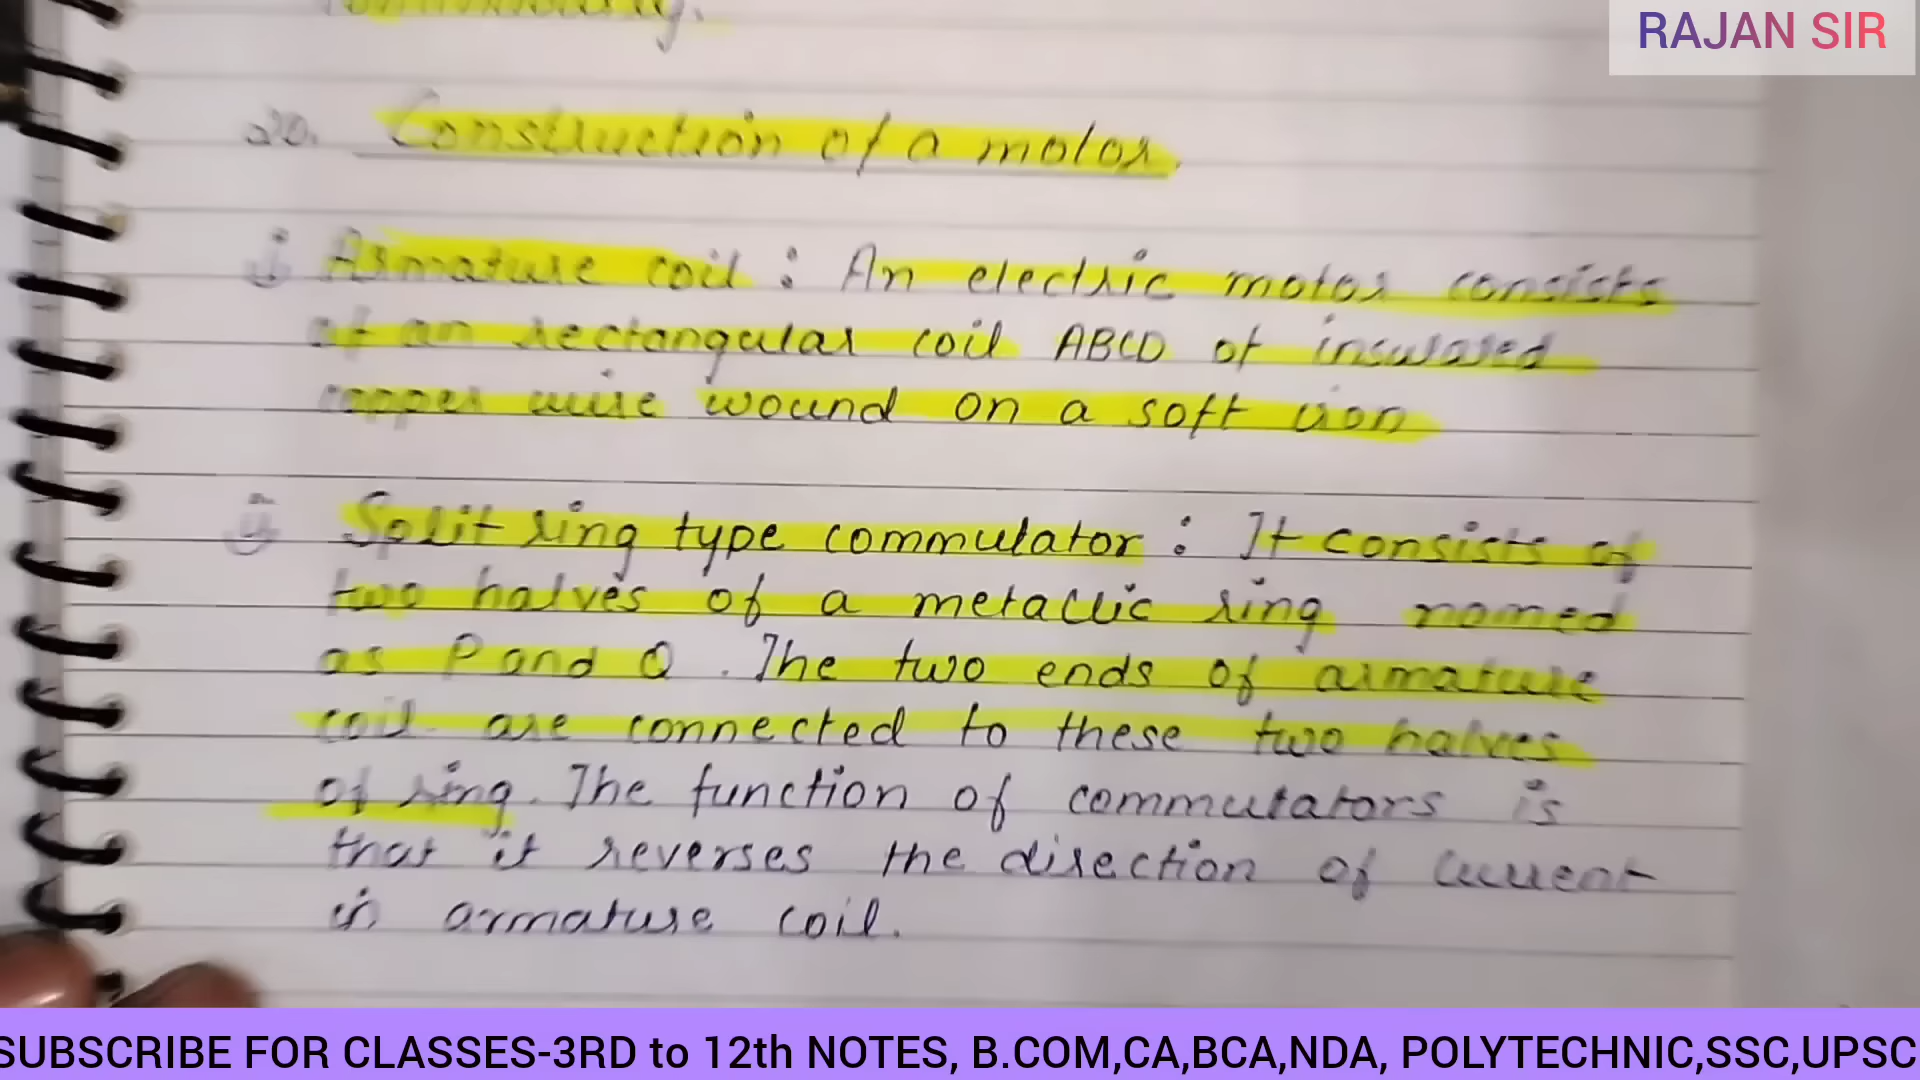 RAJAN SIR
20. Construction of a motor.
i) Armature coil : An electric motor consists
of an rectangular coil ABCD of insulated
copper wire wound on a soft iron
ii) Split ring type commutator : It consists of
two halves of a metallic ring named
as P and Q. The two ends of armature
coil are connected to these two halves
of ring. The function of commutators is
that it reverses the direction of current
in armature coil.
SUBSCRIBE FOR CLASSES-3RD to 12th NOTES, B.COM,CA,BCA,NDA, POLYTECHNIC,SSC,UPSC